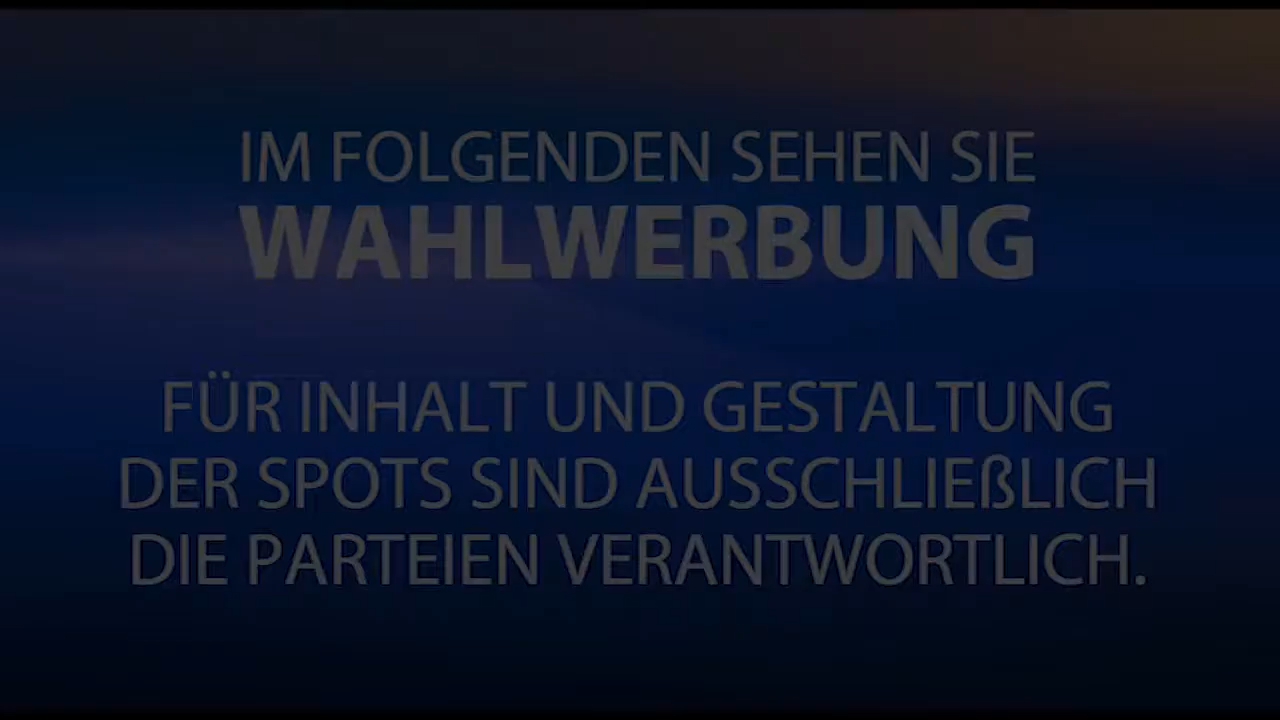 IM FOLGENDEN SEHEN SIE
WAHLWERBUNG
FÜR INHALT UND GESTALTUNG
DER SPOTS SIND AUSSCHLIEßLICH
DIE PARTEIEN VERANTWORTLICH.